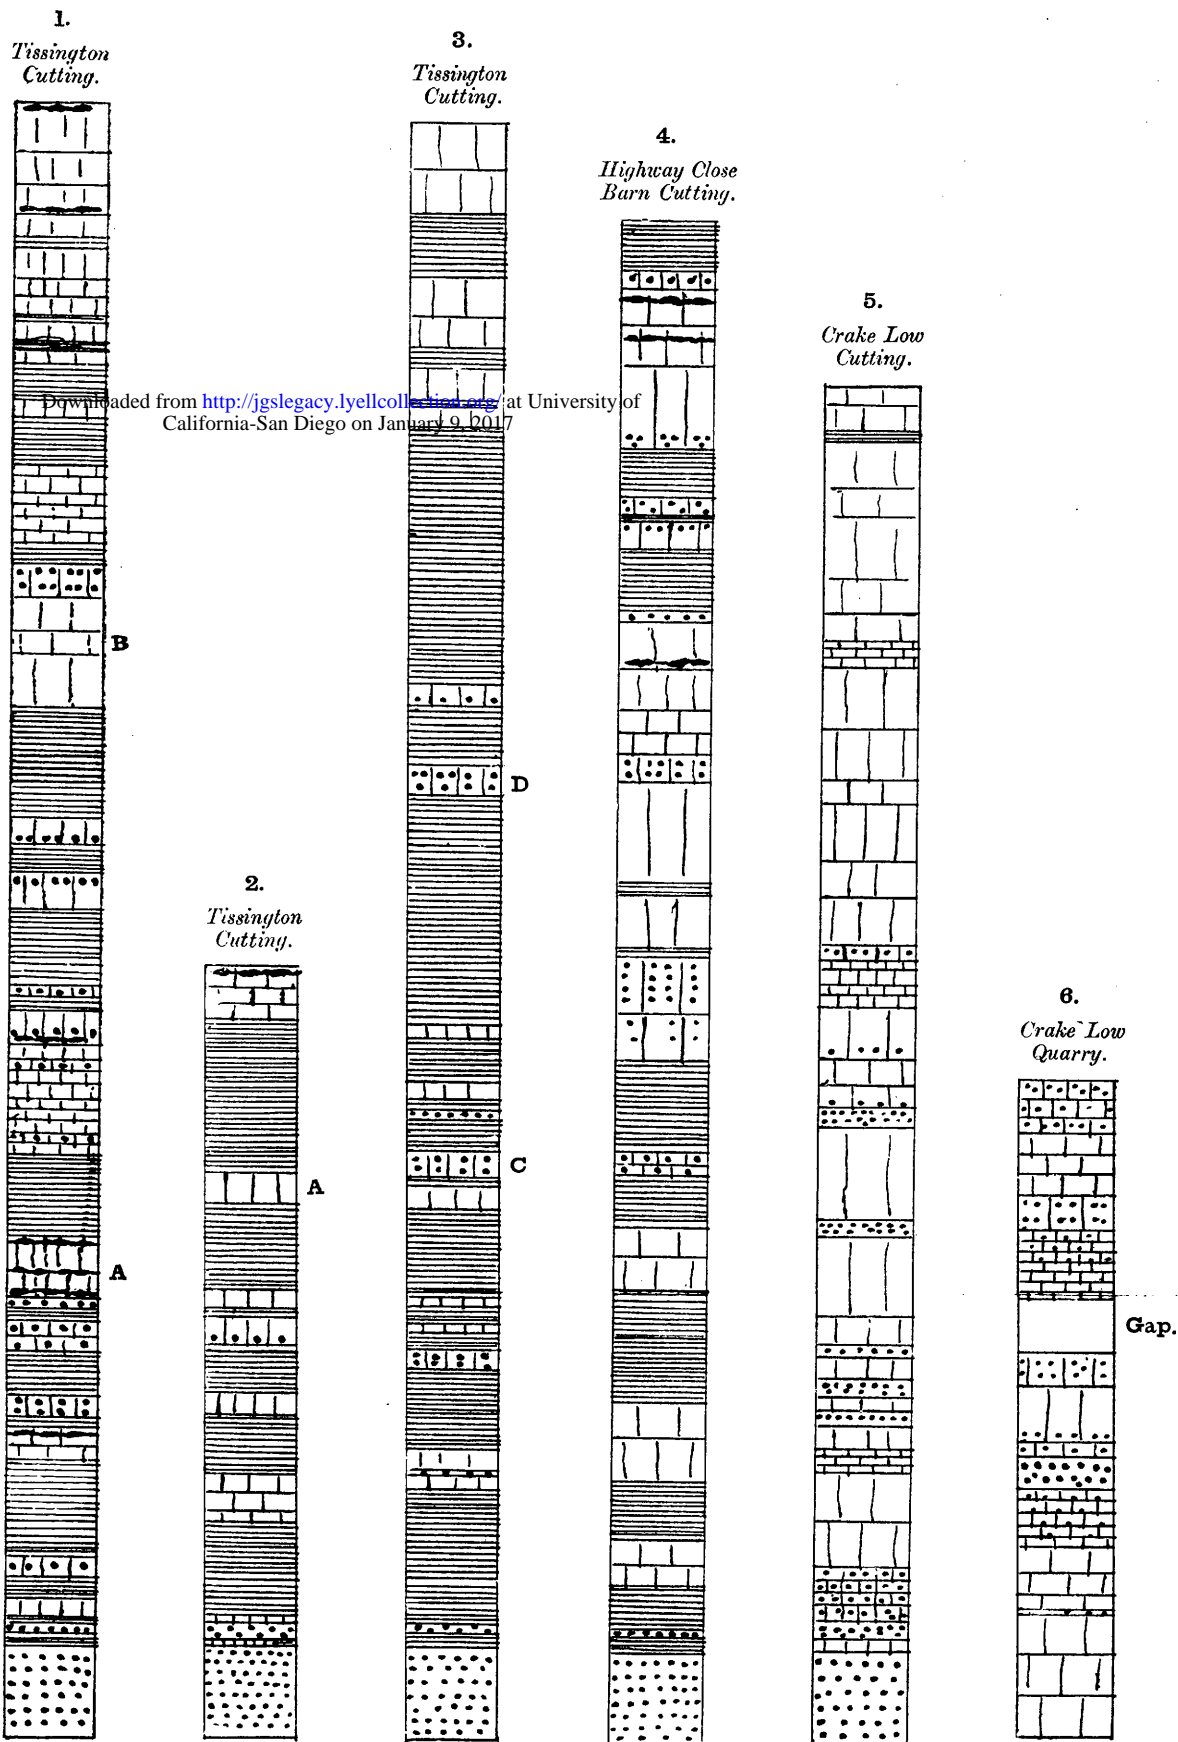 1.
Tissington
Cutting.
3.
Tissington
Cutting.
4.
Highway Close
Barn Cutting.
5.
Crake Low
Cutting.
Downloaded from http://jgslegacy.lyellcollection.org/ at University of
California-San Diego on January 9, 2017
B
D
2.
Tissington
Cutting.
6.
Crake Low
Quarry.
C
A
A
Gap.